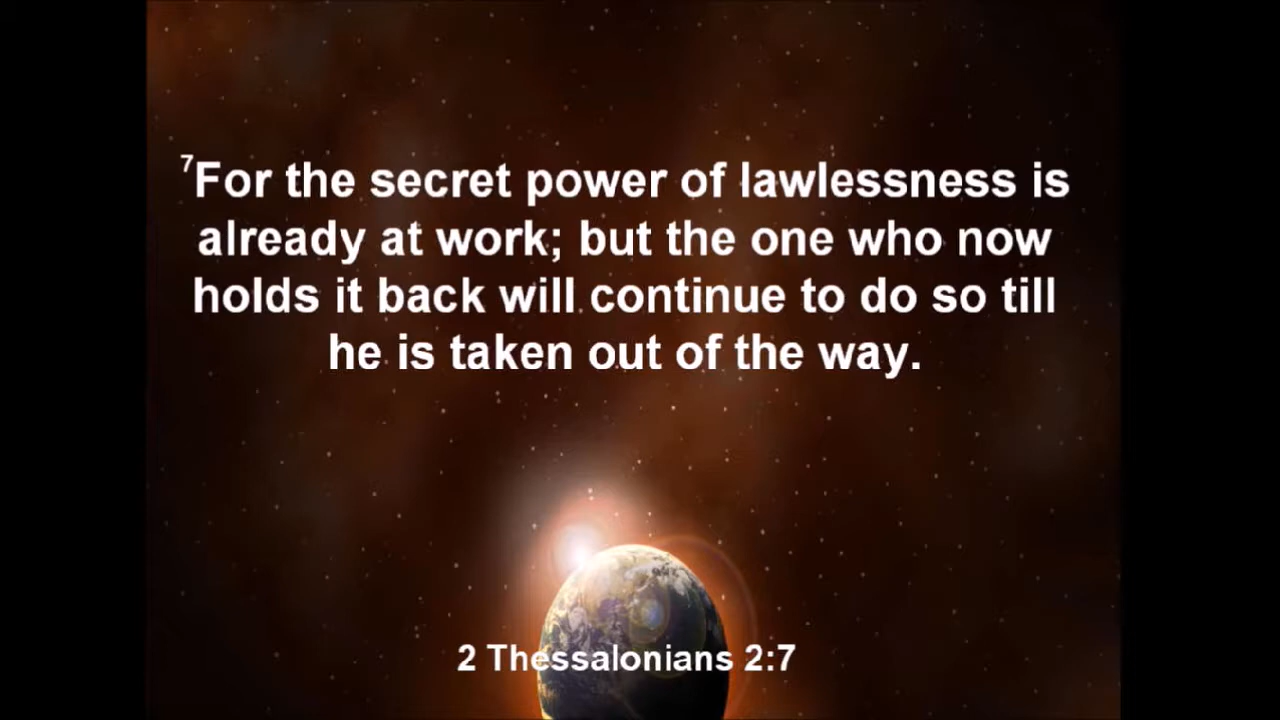 7For the secret power of lawlessness is
already at work; but the one who now
holds it back will continue to do so till
he is taken out of the way.
2 Thessalonians 2:7